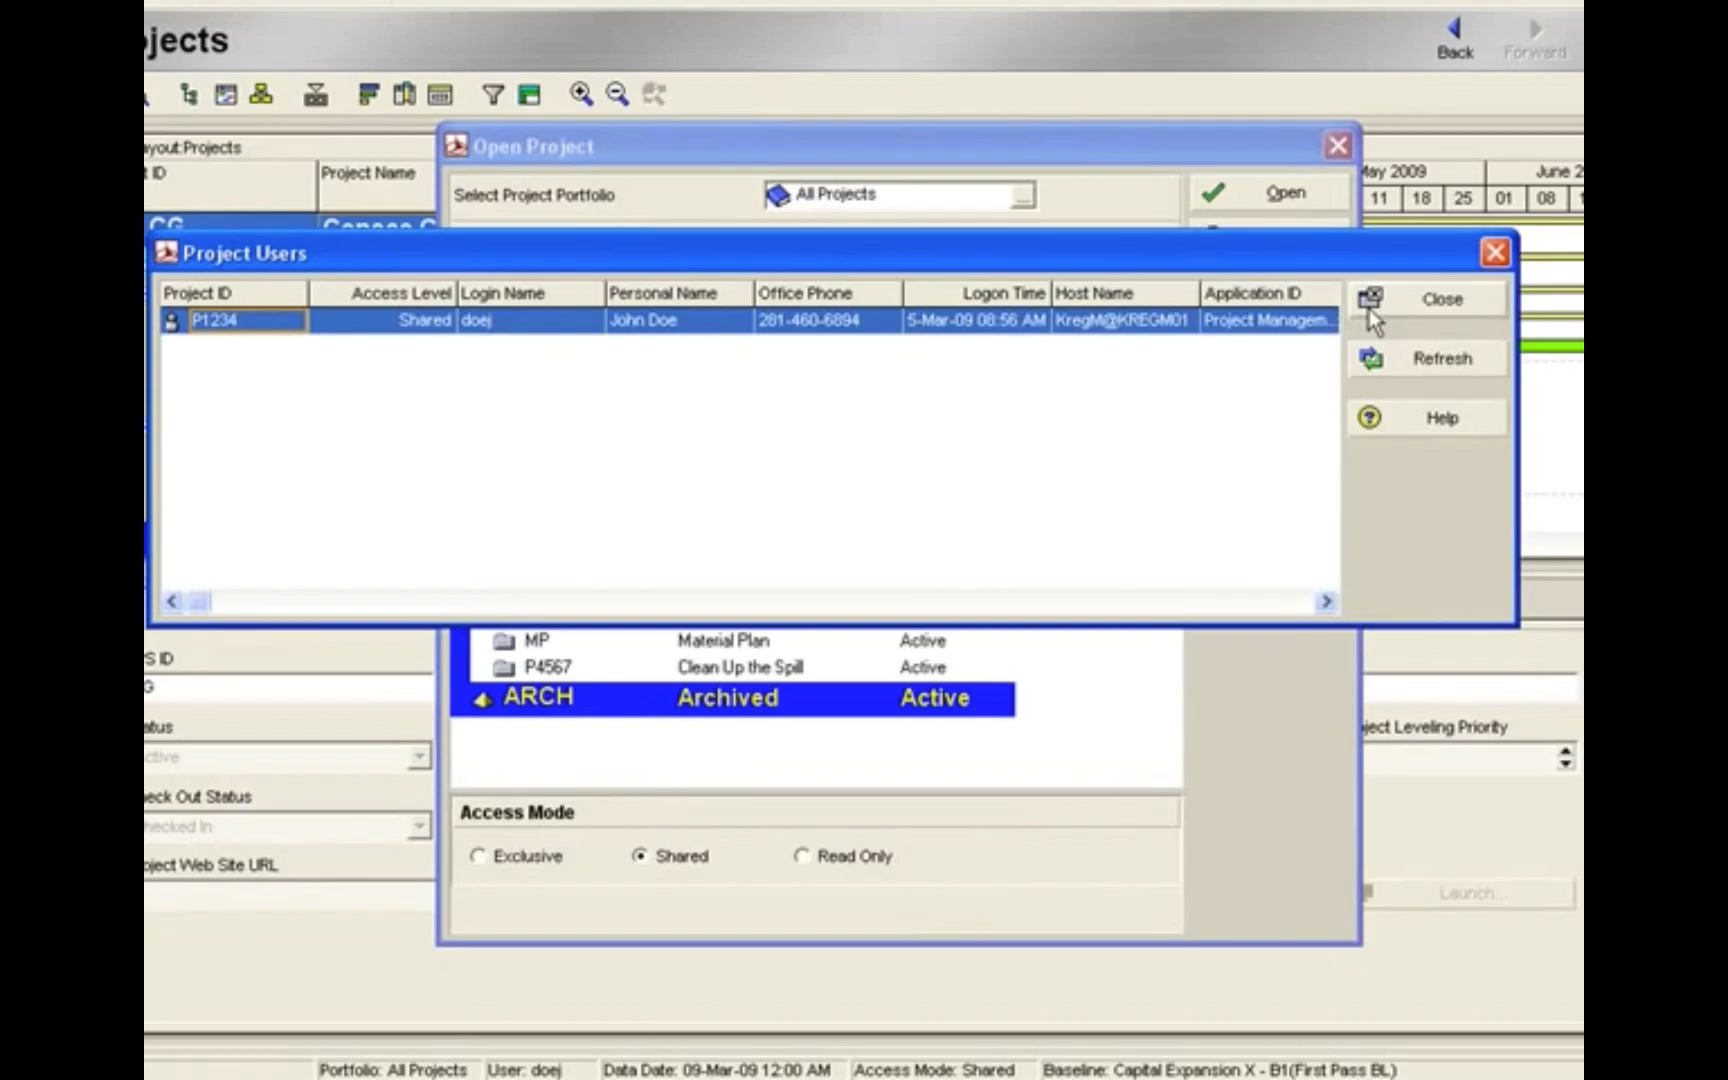 ojects
Back
Forward
ayout:Projects
t ID
Project Name
Open Project
Select Project Portfolio
All Projects
...
Open
May 2009
June 2
11 18 25 01 08
CG
Project Users
Project ID Access Level Login Name Personal Name Office Phone Logon Time Host Name Application ID
P1234 Shared doej John Doe 281-460-6894 5-Mar-09 08:56 AM KregM@KREGM01 Project Managem...
Close
Refresh
Help
MP Material Plan Active
P4567 Clean Up the Spill Active
ARCH Archived Active
S ID
G
atus
ctive
eck Out Status
hecked In
oject Web Site URL
oject Leveling Priority
Launch...
Access Mode
Exclusive Shared Read Only
Portfolio: All Projects User: doej Data Date: 09-Mar-09 12:00 AM Access Mode: Shared Baseline: Capital Expansion X - B1(First Pass BL)